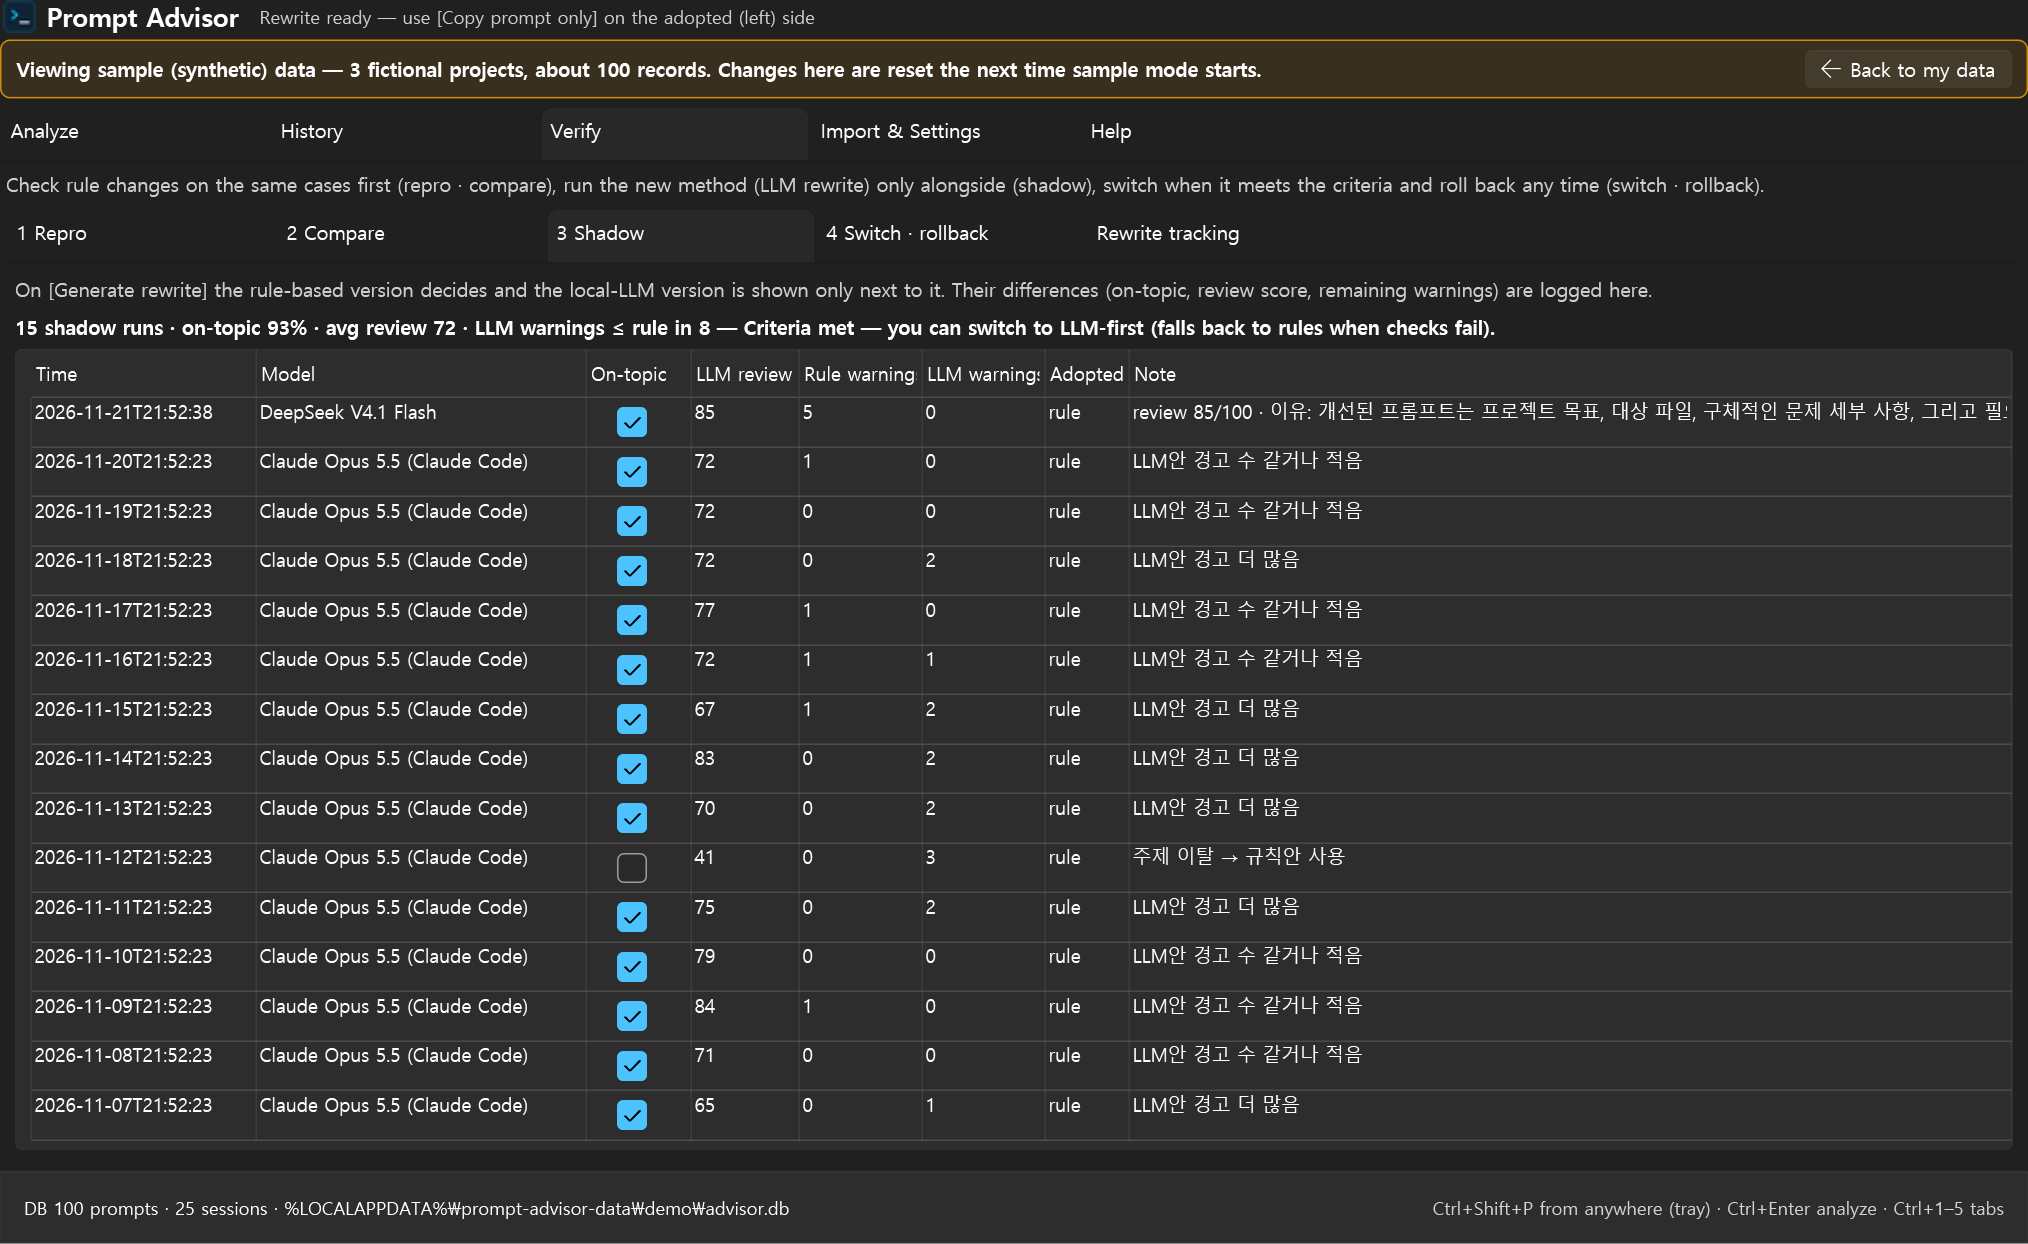 Prompt Advisor Rewrite ready — use [Copy prompt only] on the adopted (left) side
Viewing sample (synthetic) data — 3 fictional projects, about 100 records. Changes here are reset the next time sample mode starts. ← Back to my data
Analyze History Verify Import & Settings Help
Check rule changes on the same cases first (repro · compare), run the new method (LLM rewrite) only alongside (shadow), switch when it meets the criteria and roll back any time (switch · rollback).
1 Repro 2 Compare 3 Shadow 4 Switch · rollback Rewrite tracking
On [Generate rewrite] the rule-based version decides and the local-LLM version is shown only next to it. Their differences (on-topic, review score, remaining warnings) are logged here.
15 shadow runs · on-topic 93% · avg review 72 · LLM warnings ≤ rule in 8 — Criteria met — you can switch to LLM-first (falls back to rules when checks fail).
Time Model On-topic LLM review Rule warning LLM warnings Adopted Note
2026-11-21T21:52:38 DeepSeek V4.1 Flash 85 5 0 rule review 85/100 · 이유: 개선된 프롬프트는 프로젝트 목표, 대상 파일, 구체적인 문제 세부 사항, 그리고
2026-11-20T21:52:23 Claude Opus 5.5 (Claude Code) 72 1 0 rule LLM안 경고 수 같거나 적음
2026-11-19T21:52:23 Claude Opus 5.5 (Claude Code) 72 0 0 rule LLM안 경고 수 같거나 적음
2026-11-18T21:52:23 Claude Opus 5.5 (Claude Code) 72 0 2 rule LLM안 경고 더 많음
2026-11-17T21:52:23 Claude Opus 5.5 (Claude Code) 77 1 0 rule LLM안 경고 수 같거나 적음
2026-11-16T21:52:23 Claude Opus 5.5 (Claude Code) 72 1 1 rule LLM안 경고 수 같거나 적음
2026-11-15T21:52:23 Claude Opus 5.5 (Claude Code) 67 1 2 rule LLM안 경고 더 많음
2026-11-14T21:52:23 Claude Opus 5.5 (Claude Code) 83 0 2 rule LLM안 경고 더 많음
2026-11-13T21:52:23 Claude Opus 5.5 (Claude Code) 70 0 2 rule LLM안 경고 더 많음
2026-11-12T21:52:23 Claude Opus 5.5 (Claude Code) 41 0 3 rule 주제 이탈 → 규칙안 사용
2026-11-11T21:52:23 Claude Opus 5.5 (Claude Code) 75 0 2 rule LLM안 경고 더 많음
2026-11-10T21:52:23 Claude Opus 5.5 (Claude Code) 79 0 0 rule LLM안 경고 수 같거나 적음
2026-11-09T21:52:23 Claude Opus 5.5 (Claude Code) 84 1 0 rule LLM안 경고 수 같거나 적음
2026-11-08T21:52:23 Claude Opus 5.5 (Claude Code) 71 0 0 rule LLM안 경고 수 같거나 적음
2026-11-07T21:52:23 Claude Opus 5.5 (Claude Code) 65 0 1 rule LLM안 경고 더 많음
DB 100 prompts · 25 sessions · %LOCALAPPDATA%₩prompt-advisor-data₩demo₩advisor.db Ctrl+Shift+P from anywhere (tray) · Ctrl+Enter analyze · Ctrl+1–5 tabs